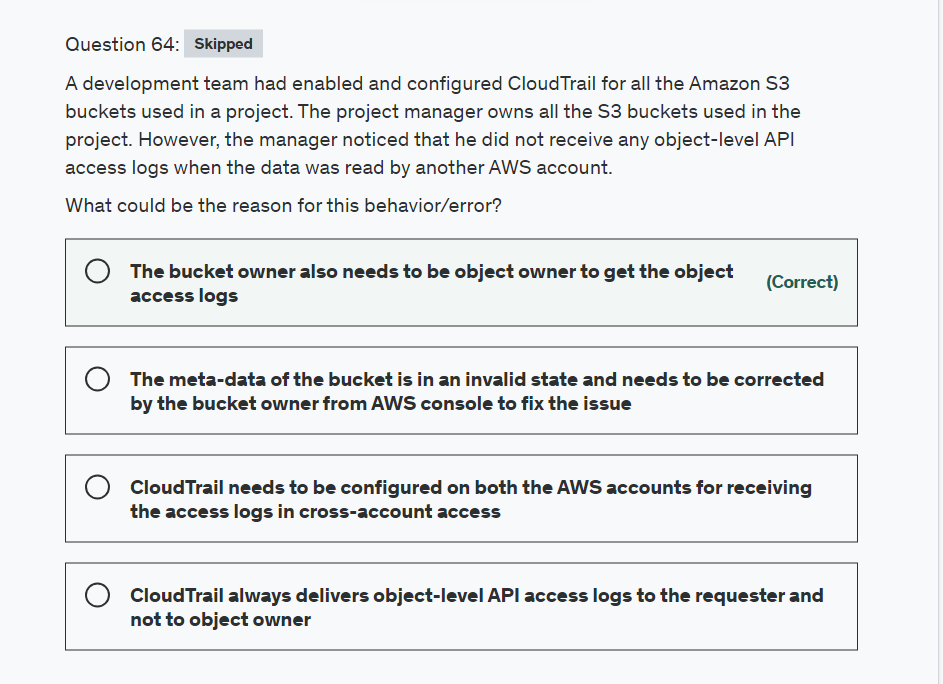 Question 64: Skipped
A development team had enabled and configured CloudTrail for all the Amazon S3
buckets used in a project. The project manager owns all the S3 buckets used in the
project. However, the manager noticed that he did not receive any object-level API
access logs when the data was read by another AWS account.
What could be the reason for this behavior/error?
The bucket owner also needs to be object owner to get the object
access logs
(Correct)
The meta-data of the bucket is in an invalid state and needs to be corrected
by the bucket owner from AWS console to fix the issue
CloudTrail needs to be configured on both the AWS accounts for receiving
the access logs in cross-account access
CloudTrail always delivers object-level API access logs to the requester and
not to object owner